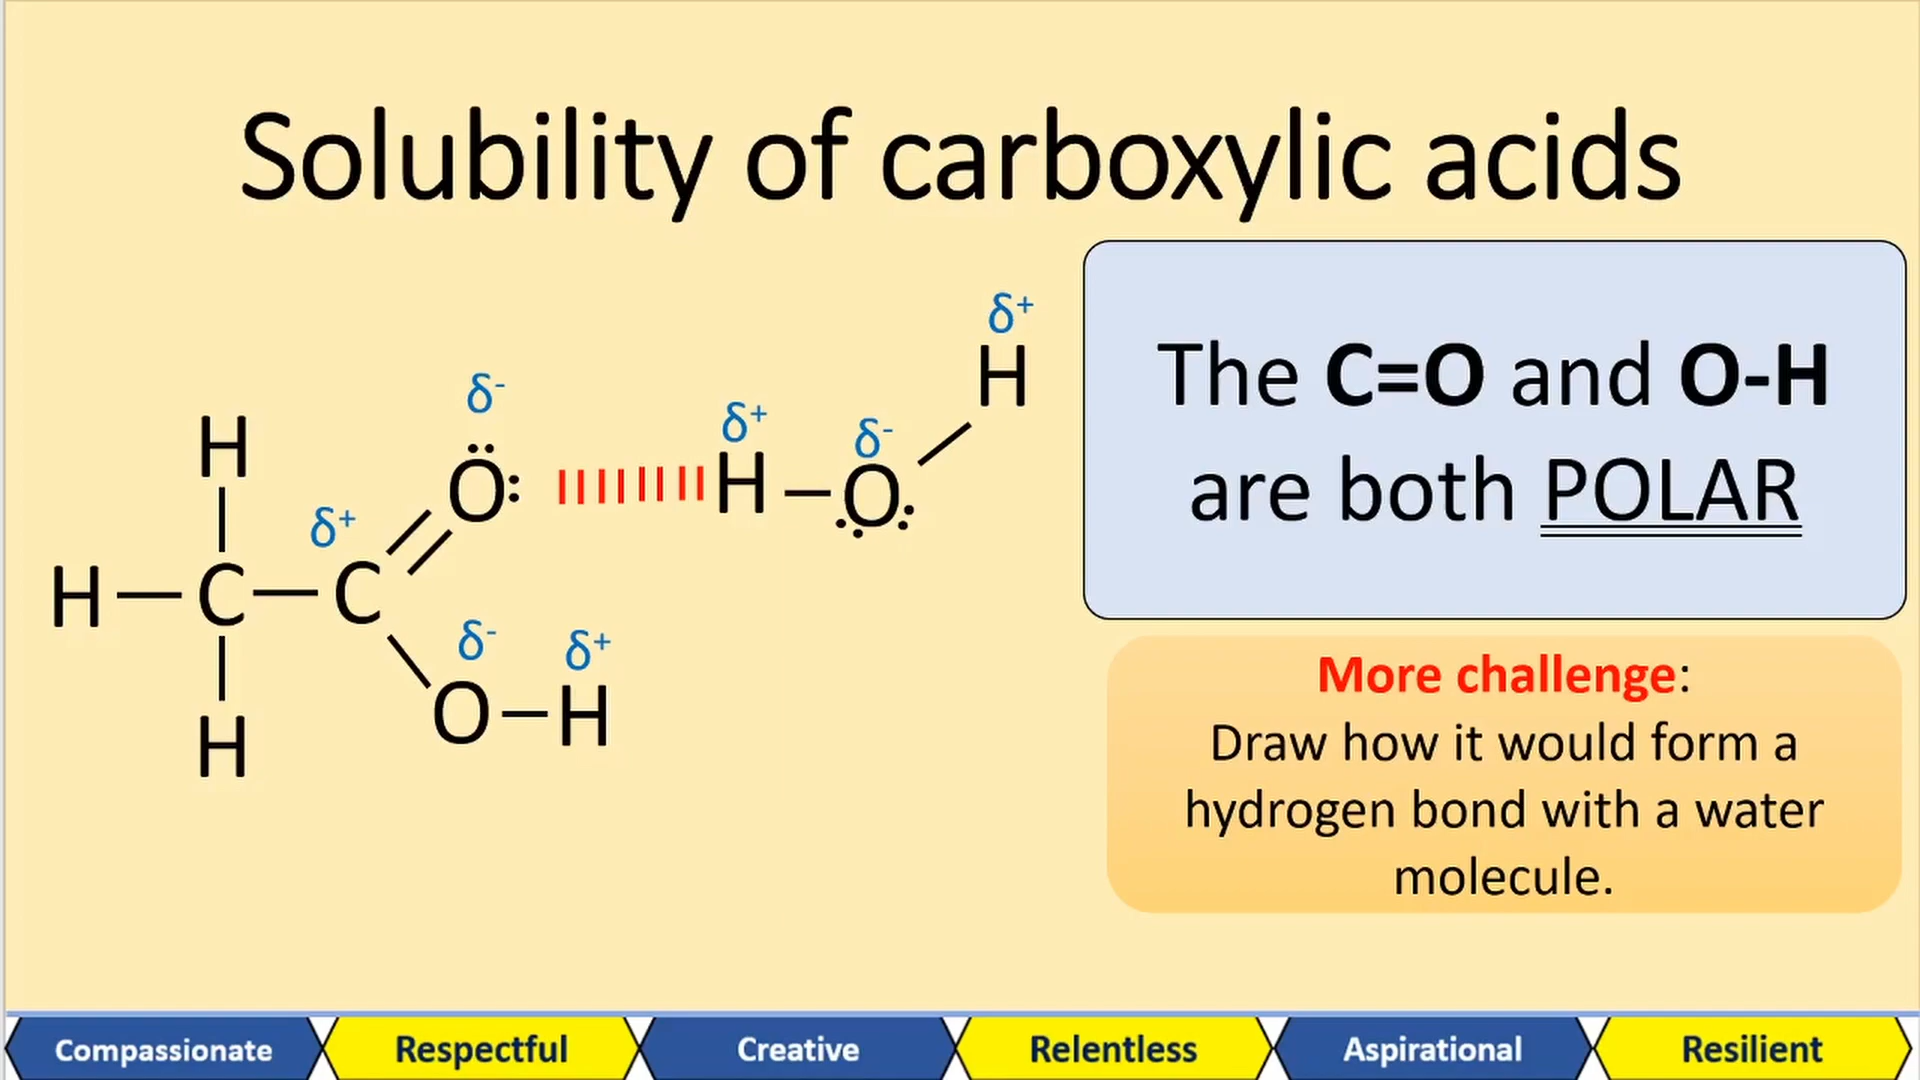 Solubility of carboxylic acids
δ+
H
δ-
δ+
δ-
H
O
H
O
δ+
H
C
C
δ-
δ+
O
H
H
The C=O and O-H
are both POLAR
More challenge:
Draw how it would form a
hydrogen bond with a water
molecule.
Compassionate
Respectful
Creative
Relentless
Aspirational
Resilient